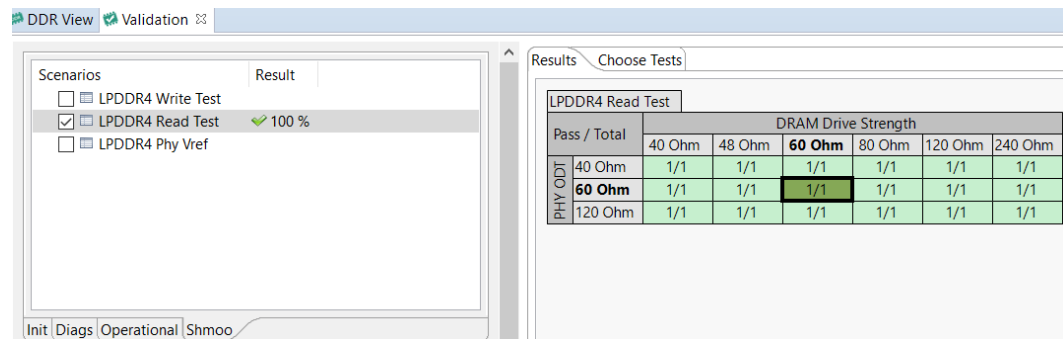 DDR View Validation
Scenarios Result
LPDDR4 Write Test
LPDDR4 Read Test 100 %
LPDDR4 Phy Vref
Init Diags Operational Shmoo
Results Choose Tests
LPDDR4 Read Test
Pass / Total DRAM Drive Strength
40 Ohm 48 Ohm 60 Ohm 80 Ohm 120 Ohm 240 Ohm
PHY ODT
40 Ohm 1/1 1/1 1/1 1/1 1/1 1/1
60 Ohm 1/1 1/1 1/1 1/1 1/1 1/1
120 Ohm 1/1 1/1 1/1 1/1 1/1 1/1